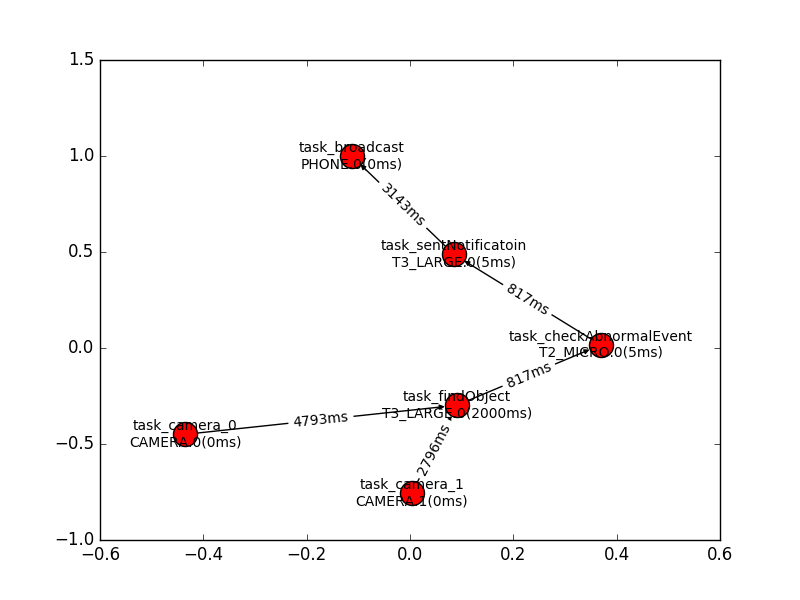 1.5
1.0
0.5
0.0
−0.5
−1.0
−0.6
−0.4
−0.2
0.0
0.2
0.4
0.6
task_broadcast
PHONE.0(0ms)
3143ms
task_sentNotificatoin
T3_LARGE.0(5ms)
817ms
task_checkAbnormalEvent
T2_MICRO.0(5ms)
817ms
task_findObject
T3_LARGE.0(2000ms)
4793ms
task_camera_0
CAMERA.0(0ms)
2796ms
task_camera_1
CAMERA.1(0ms)